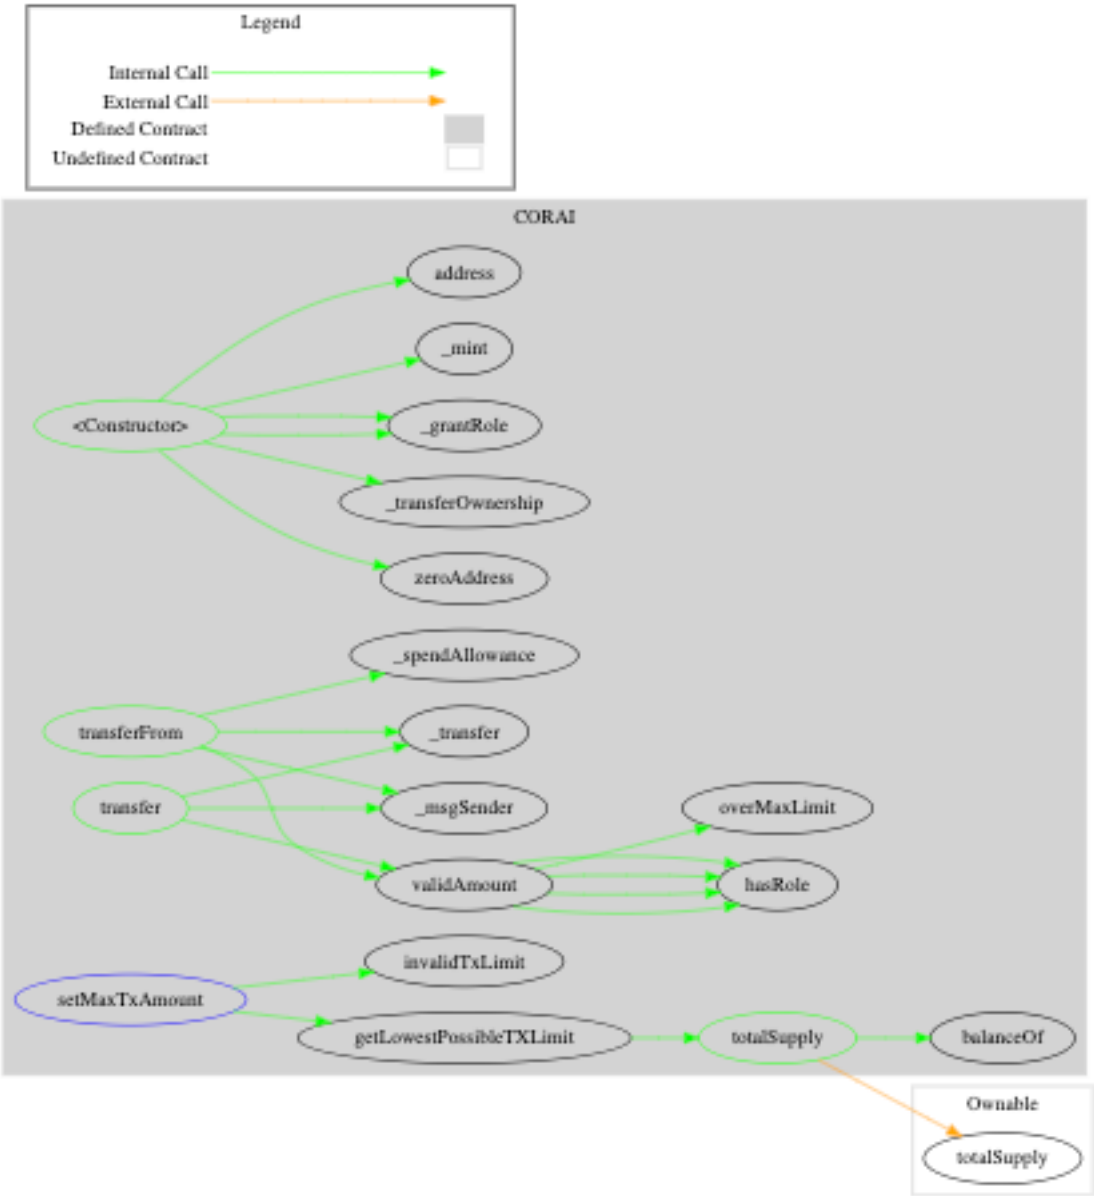 Legend
Internal Call
External Call
Defined Contract
Undefined Contract
CORAI
address
_mint
<Constructor>
_grantRole
_transferOwnership
zeroAddress
_spendAllowance
transferFrom
_transfer
transfer
_msgSender
overMaxLimit
validAmount
hasRole
invalidTxLimit
setMaxTxAmount
getLowestPossibleTXLimit
totalSupply
balanceOf
Ownable
totalSupply